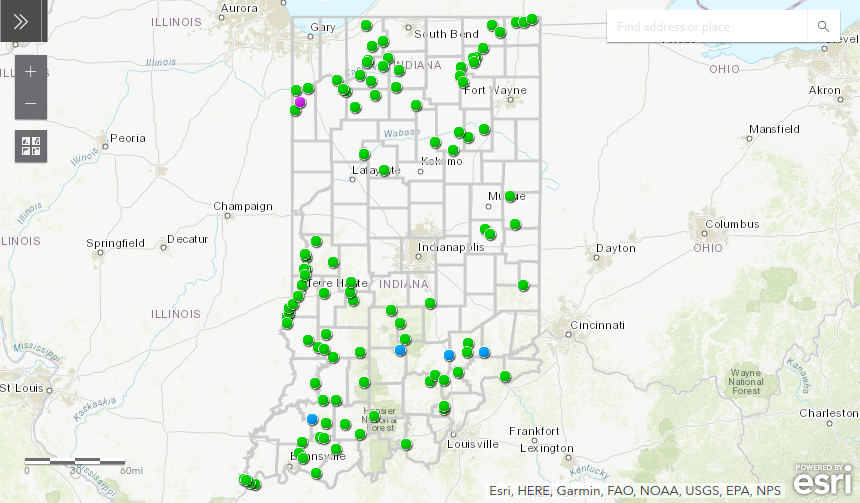 ILLINOIS
Aurora
Gary
South Bend
Find address or place
INDIANA
OHIO
Illinois
Fort Wayne
Akron
Peoria
Wabash
Mansfield
Illinois
Kokomo
Lafayette
Champaign
Illinois
Columbus
ILLINOIS
Springfield
Decatur
Indianapolis
Dayton
OHIO
Terre Haute
INDIANA
ILLINOIS
Cincinnati
Mississippi
Kanawha
St Louis
Wayne
National
Forest
Kaskaskia
Hoosier
National
Forest
Charleston
Frankfort
Louisville
Lexington
Kentucky
0 30 60mi
Mississippi
POWERED BY
esri
Esri, HERE, Garmin, FAO, NOAA, USGS, EPA, NPS